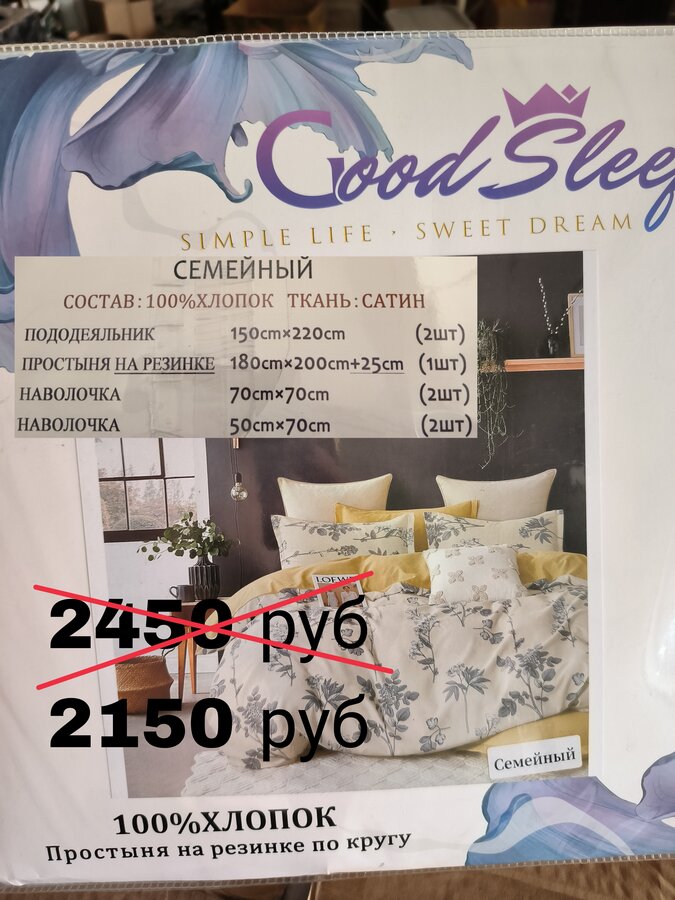 Good Sleep
SIMPLE LIFE · SWEET DREAM
СЕМЕЙНЫЙ
СОСТАВ: 100%ХЛОПОК ТКАНЬ: САТИН
ПОДОДЕЯЛЬНИК 150cm×220cm (2шт)
ПРОСТЫНЯ НА РЕЗИНКЕ 180cm×200cm+25cm (1шт)
НАВОЛОЧКА 70cm×70cm (2шт)
НАВОЛОЧКА 50cm×70cm (2шт)
LOEWE
2450 руб
2150 руб
Семейный
100%ХЛОПОК
Простыня на резинке по кругу